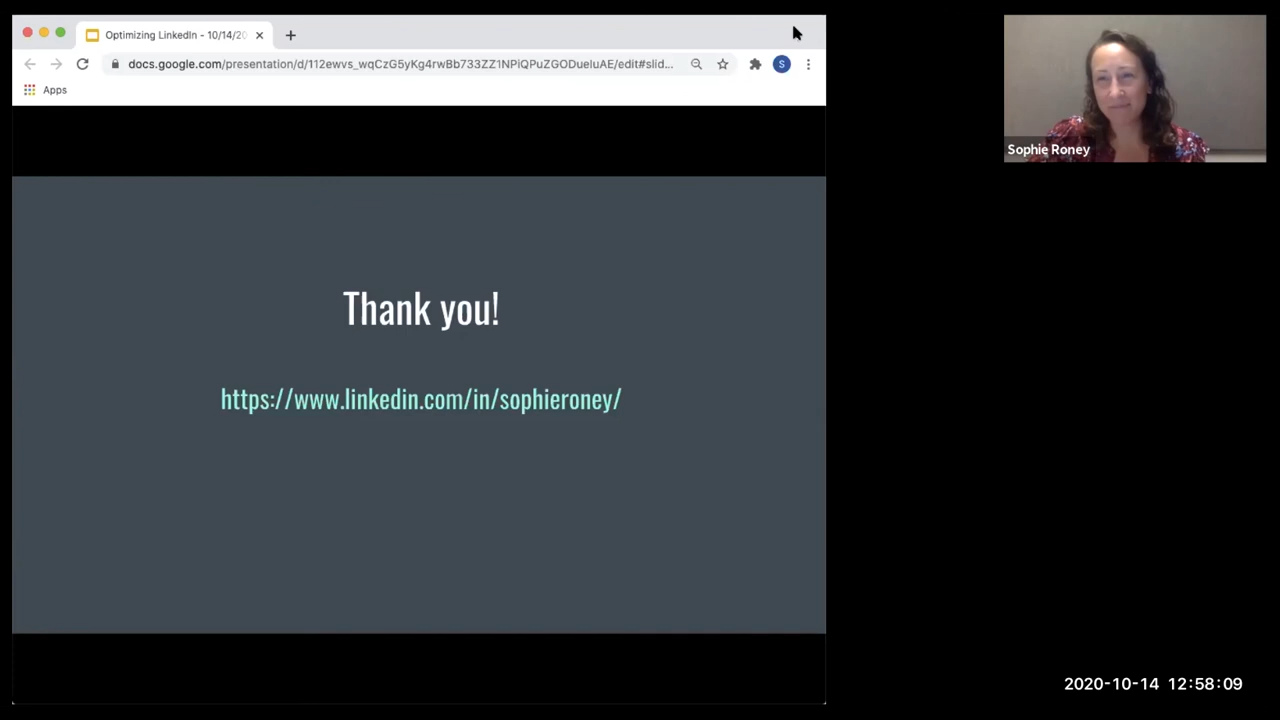 Optimizing LinkedIn - 10/14/20
docs.google.com/presentation/d/112ewvs_wqCzG5yKg4rwBb733ZZ1NPiQPuZGODueluAE/edit#slid...
S
Apps
Sophie Roney
Thank you!
https://www.linkedin.com/in/sophieroney/
2020-10-14 12:58:09